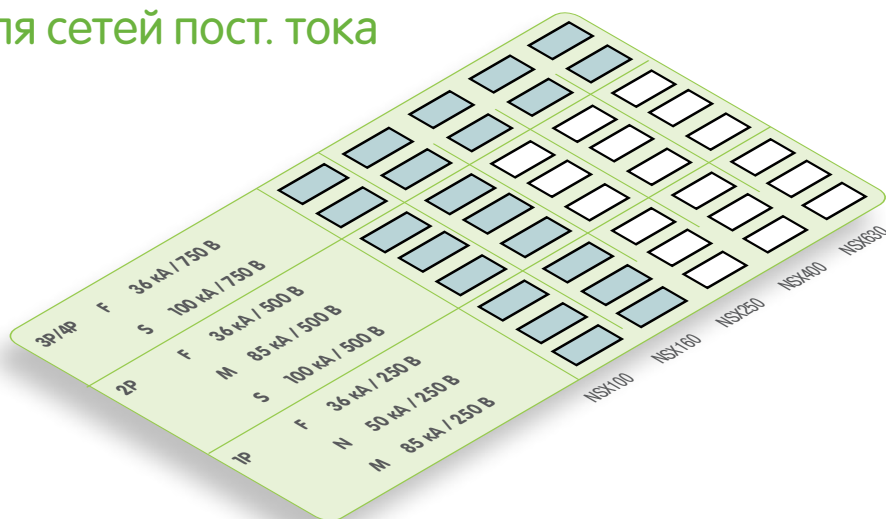 ля сетей пост. тока
3P/4P F 36 кА / 750 В
S 100 кА / 750 В
2P F 36 кА / 500 В
M 85 кА / 500 В
S 100 кА / 500 В
1P F 36 кА / 250 В
N 50 кА / 250 В
M 85 кА / 250 В
NSX100 NSX160 NSX250 NSX400 NSX630